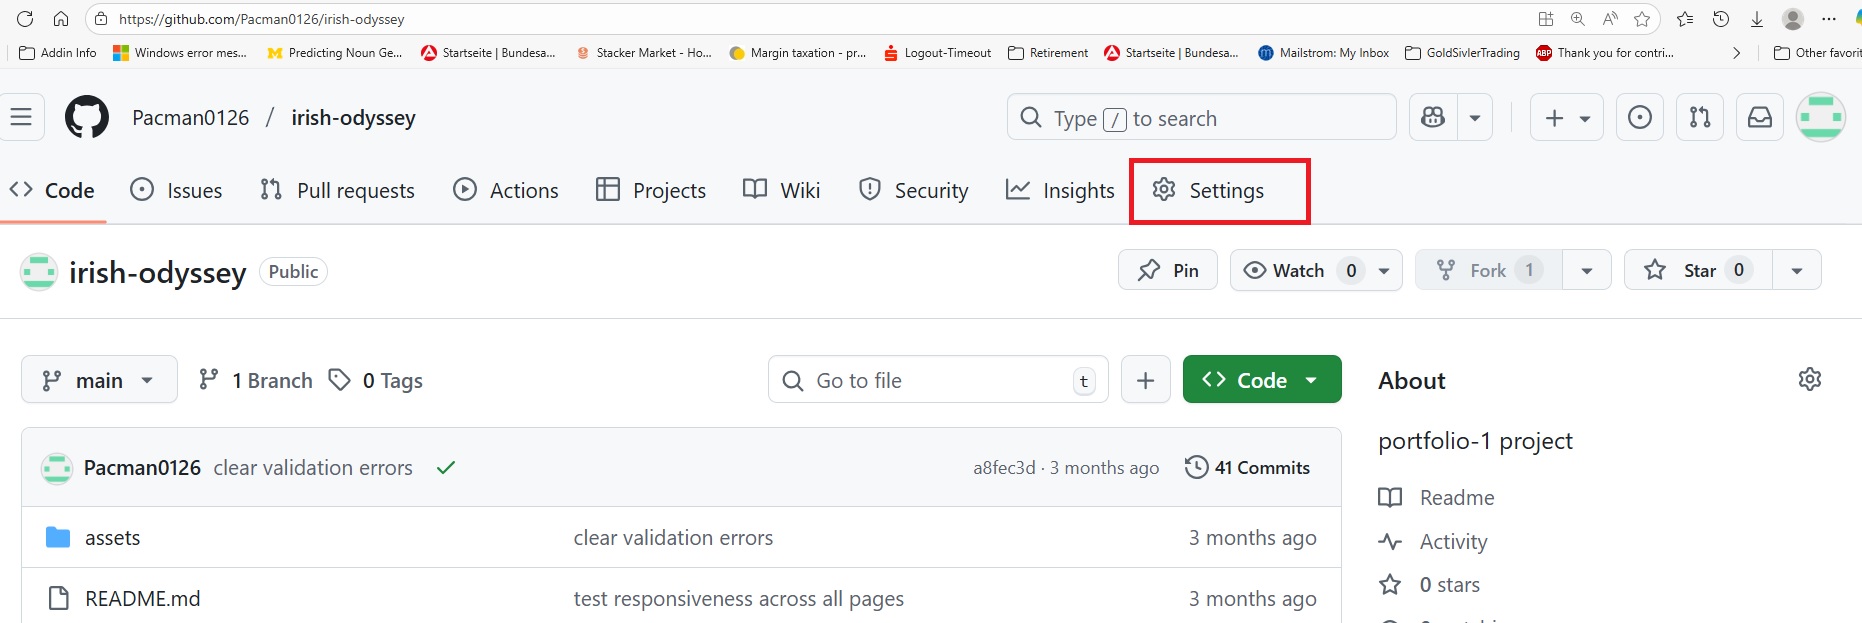 https://github.com/Pacman0126/irish-odyssey
Addin Info Windows error mes... Predicting Noun Ge... Startseite | Bundesa... Stacker Market - Ho... Margin taxation - pr... Logout-Timeout Retirement Startseite | Bundesa... Mailstrom: My Inbox GoldSivlerTrading ABP Thank you for contri... Other favorit
Pacman0126 / irish-odyssey Type / to search
Code Issues Pull requests Actions Projects Wiki Security Insights Settings
irish-odyssey Public Pin Watch 0 Fork 1 Star 0
main 1 Branch 0 Tags Go to file t Code About
portfolio-1 project
Pacman0126 clear validation errors a8fec3d · 3 months ago 41 Commits
Readme
assets clear validation errors 3 months ago
Activity
0 stars
README.md test responsiveness across all pages 3 months ago